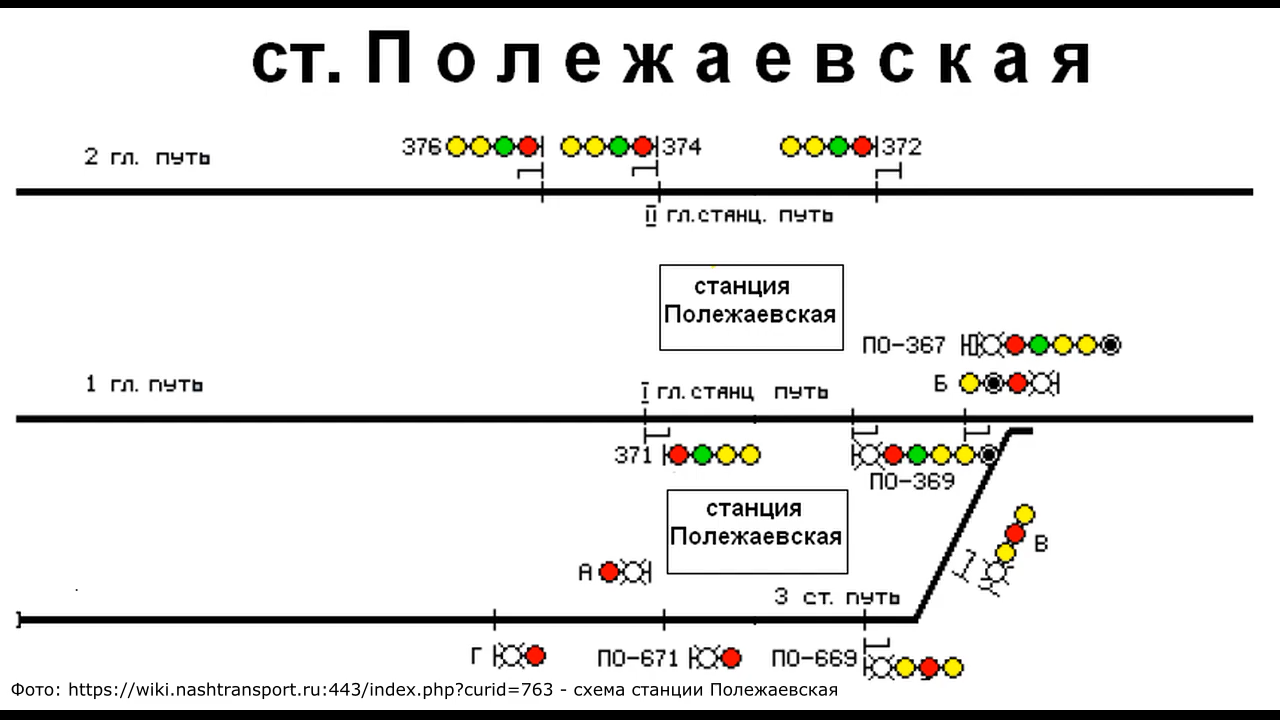 ст. П о л е ж а е в с к а я
376
374
372
2 гл. путь
II гл.станц. путь
станция
Полежаевская
ПО-367
Б
1 гл. путь
I гл.станц путь
371
ПО-369
станция
Полежаевская
В
А
3 ст. путь
Г
ПО-671
ПО-669
Фото: https://wiki.nashtransport.ru:443/index.php?curid=763 - схема станции Полежаевская